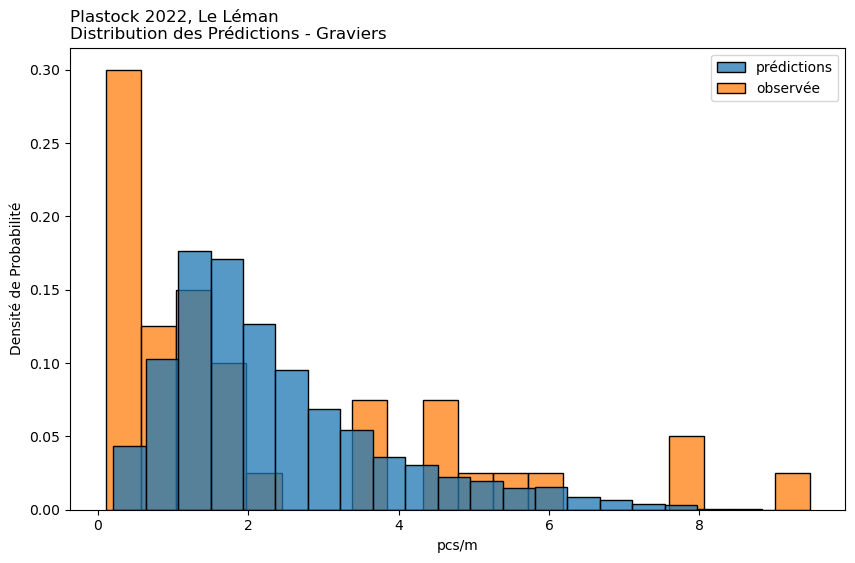 Plastock 2022, Le Léman
Distribution des Prédictions - Graviers
prédictions
observée
Densité de Probabilité
0.30
0.25
0.20
0.15
0.10
0.05
0.00
0 2 4 6 8
pcs/m